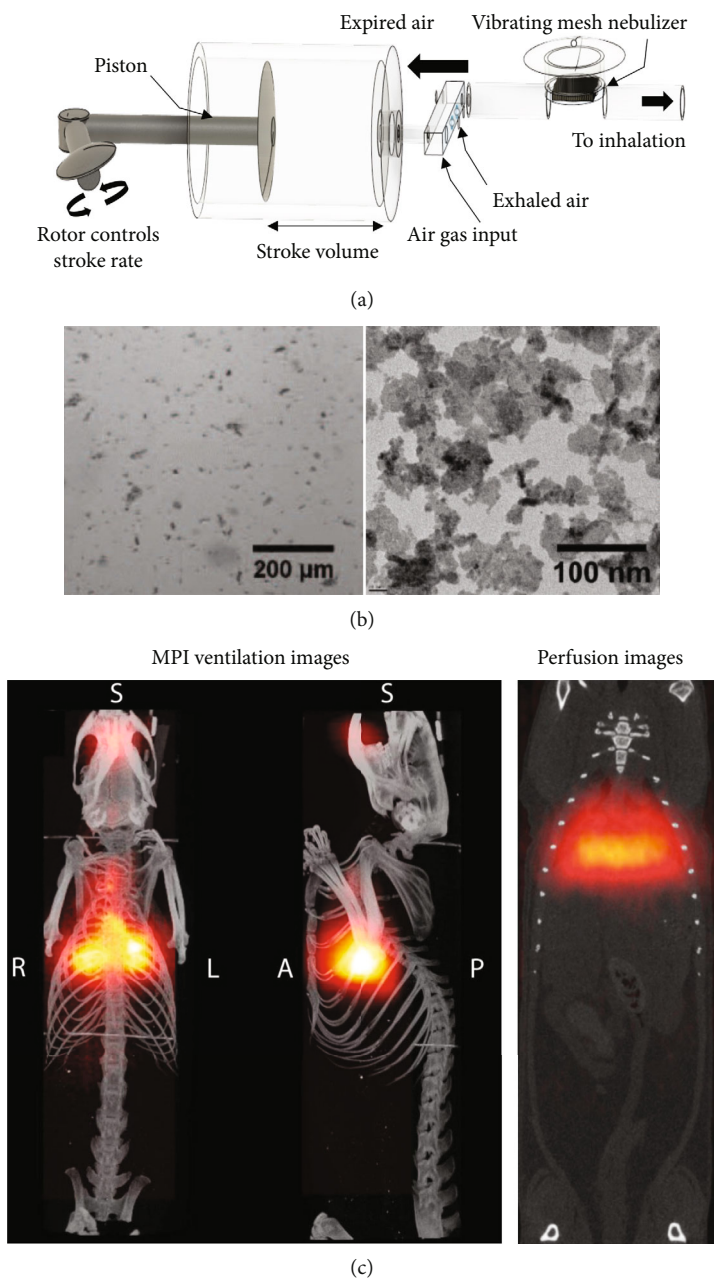 Expired air
Vibrating mesh nebulizer
Piston
To inhalation
Exhaled air
Rotor controls
stroke rate
Stroke volume
Air gas input
(a)
200 µm
100 nm
(b)
MPI ventilation images
Perfusion images
S
S
R
L
A
P
(c)